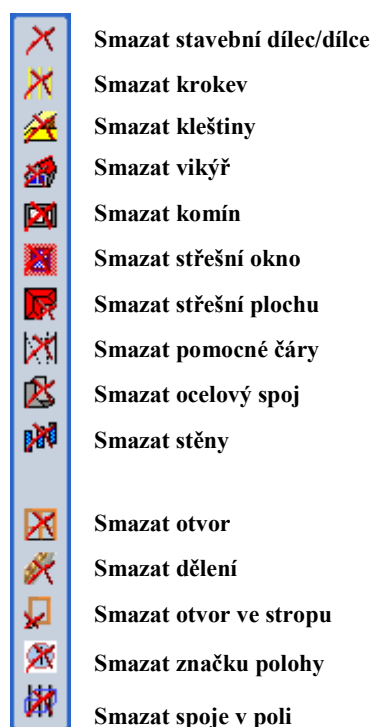 Smazat stavební dílec/dílce
Smazat krokev
Smazat kleštiny
Smazat vikýř
Smazat komín
Smazat střešní okno
Smazat střešní plochu
Smazat pomocné čáry
Smazat ocelový spoj
Smazat stěny
Smazat otvor
Smazat dělení
Smazat otvor ve stropu
Smazat značku polohy
Smazat spoje v poli